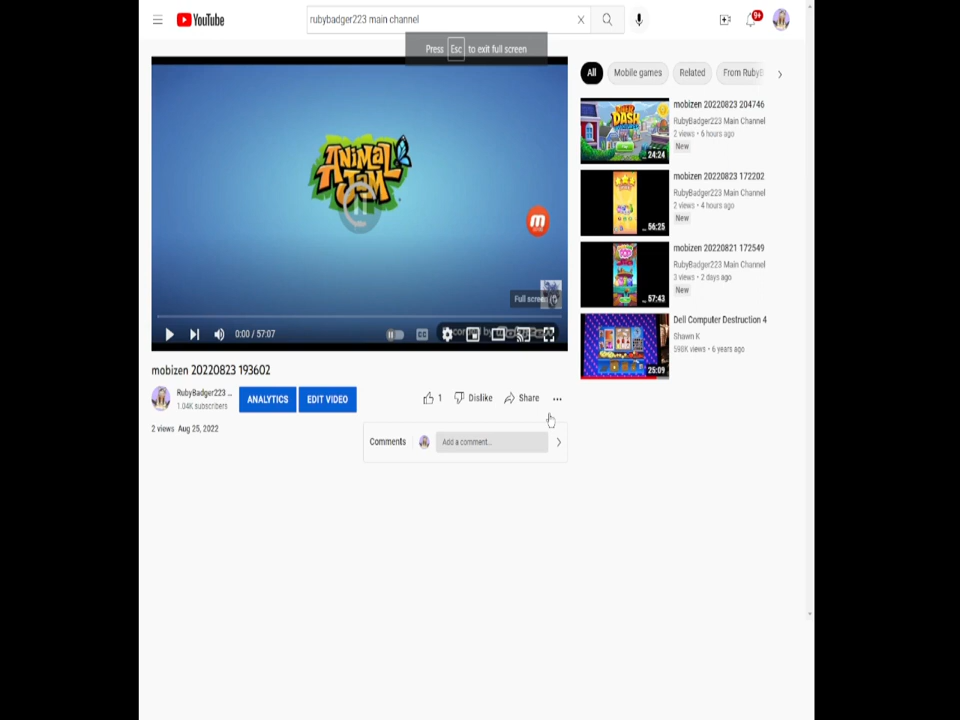 YouTube
rubybadger223 main channel
9+
Press Esc to exit full screen
ANIMAL JAM
m
Full screen (f)
0:00 / 57:07
CC
mobizen 20220823 193602
RubyBadger223 ...
1.04K subscribers
ANALYTICS
EDIT VIDEO
1
Dislike
Share
2 views Aug 25, 2022
Comments
Add a comment...
All
Mobile games
Related
From RubyB
DASH
24:24
mobizen 20220823 204746
RubyBadger223 Main Channel
2 views • 6 hours ago
New
56:25
mobizen 20220823 172202
RubyBadger223 Main Channel
2 views • 4 hours ago
New
57:43
mobizen 20220821 172549
RubyBadger223 Main Channel
3 views • 2 days ago
New
25:09
Dell Computer Destruction 4
Shawn K
598K views • 6 years ago